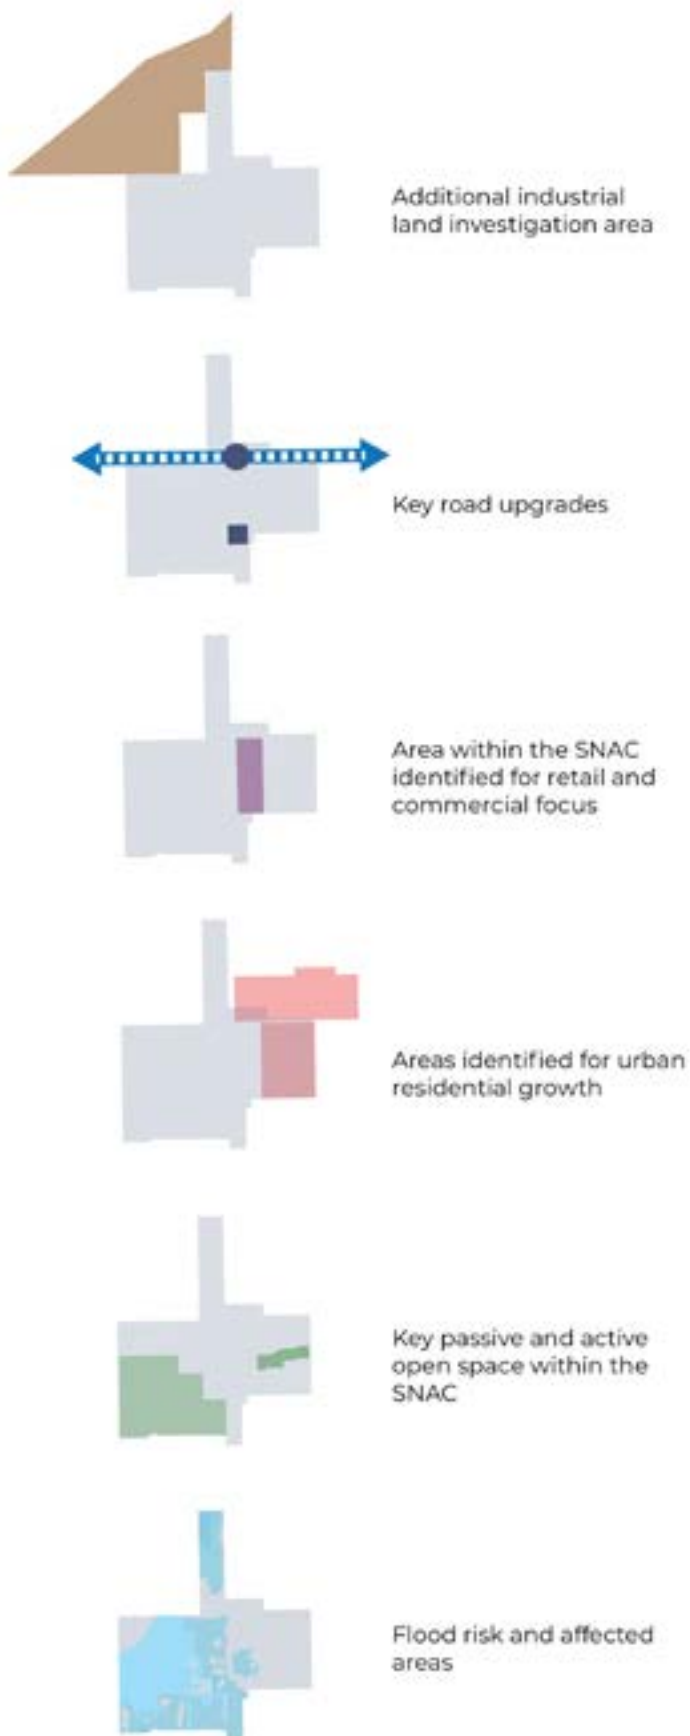 Additional industrial
land investigation area
Key road upgrades
Area within the SNAC
identified for retail and
commercial focus
Areas identified for urban
residential growth
Key passive and active
open space within the
SNAC
Flood risk and affected
areas